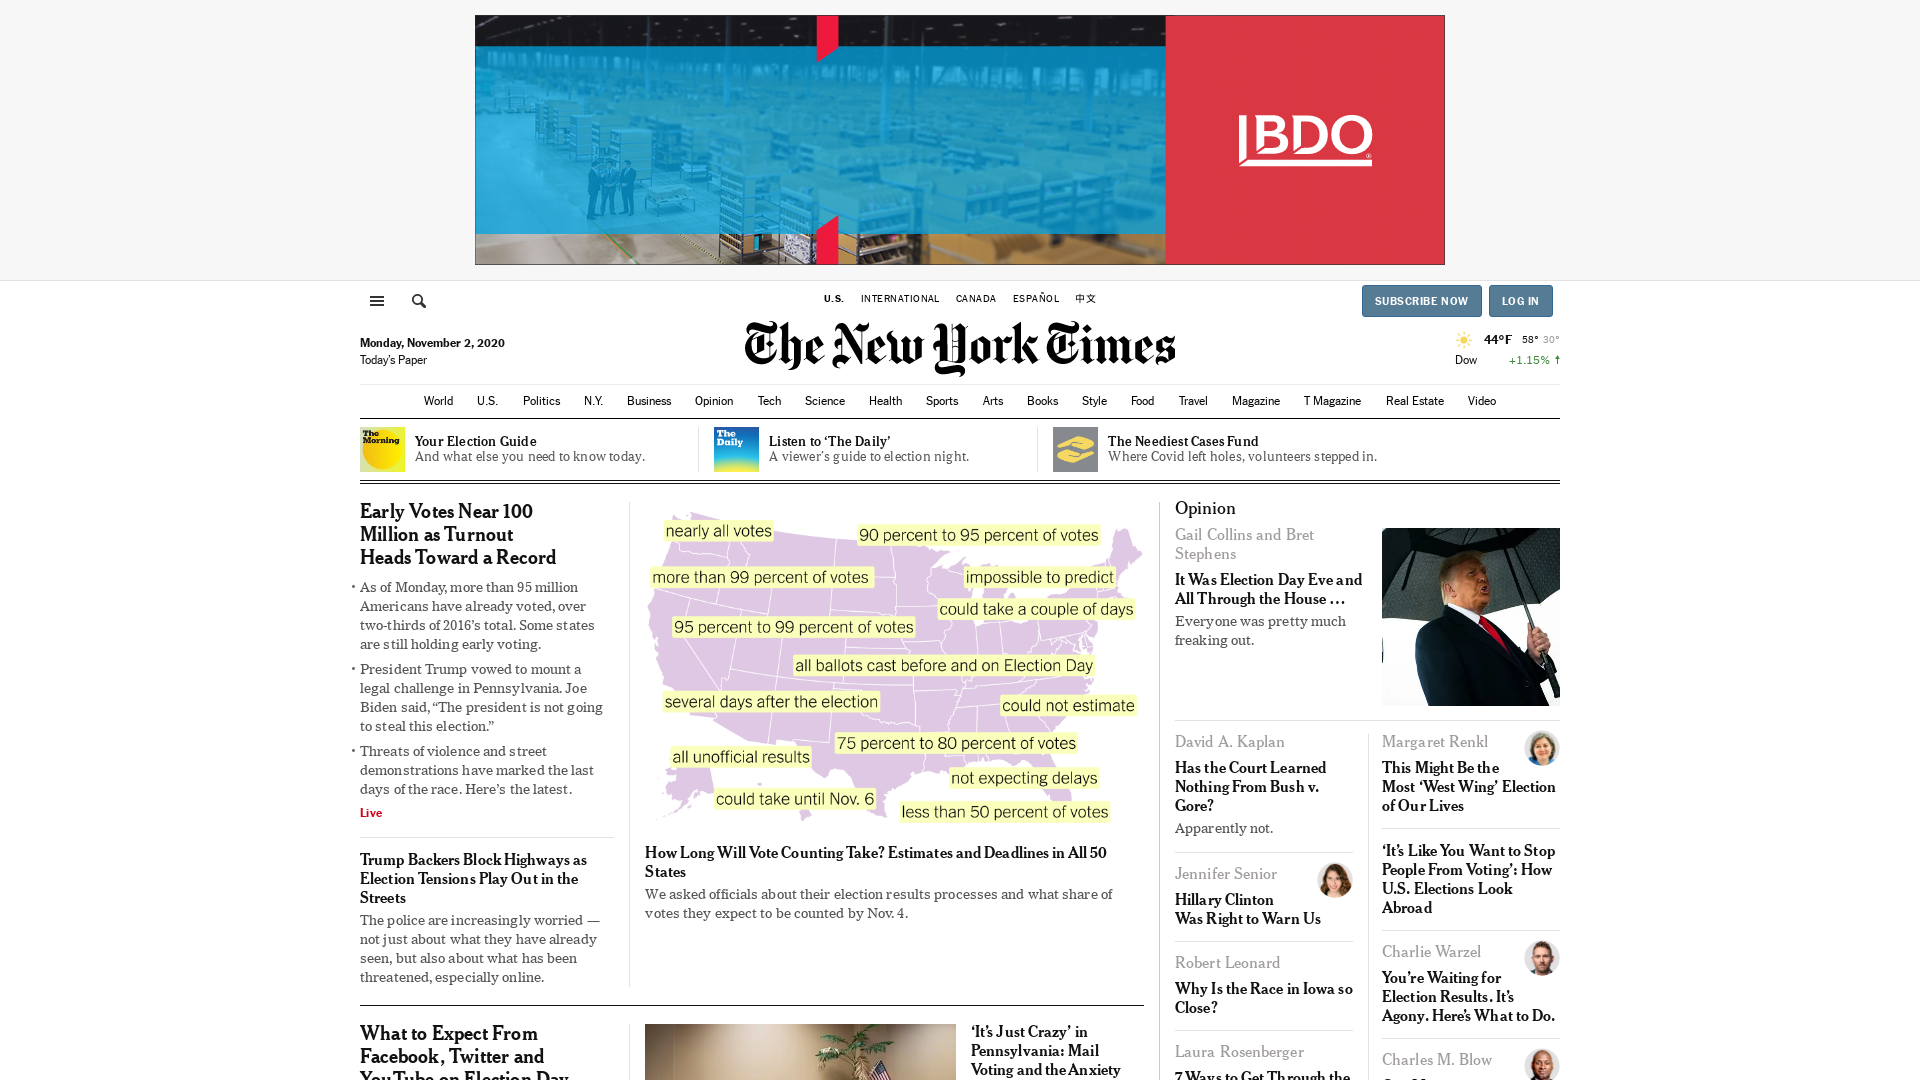 BDO
U.S.
INTERNATIONAL
CANADA
ESPAÑOL
中文
SUBSCRIBE NOW
LOG IN
Monday, November 2, 2020
Today's Paper
The New York Times
44°F 58° 30°
Dow +1.15% ↑
World U.S. Politics N.Y. Business Opinion Tech Science Health Sports Arts Books Style Food Travel Magazine T Magazine Real Estate Video
The Morning
Your Election Guide
And what else you need to know today.
The Daily
Listen to ‘The Daily’
A viewer's guide to election night.
The Neediest Cases Fund
Where Covid left holes, volunteers stepped in.
Early Votes Near 100
Million as Turnout
Heads Toward a Record
• As of Monday, more than 95 million
Americans have already voted, over
two-thirds of 2016’s total. Some states
are still holding early voting.
• President Trump vowed to mount a
legal challenge in Pennsylvania. Joe
Biden said, “The president is not going
to steal this election.”
• Threats of violence and street
demonstrations have marked the last
days of the race. Here’s the latest.
Live
Trump Backers Block Highways as
Election Tensions Play Out in the
Streets
The police are increasingly worried —
not just about what they have already
seen, but also about what has been
threatened, especially online.
nearly all votes
90 percent to 95 percent of votes
more than 99 percent of votes
impossible to predict
could take a couple of days
95 percent to 99 percent of votes
all ballots cast before and on Election Day
several days after the election
could not estimate
75 percent to 80 percent of votes
all unofficial results
not expecting delays
could take until Nov. 6
less than 50 percent of votes
How Long Will Vote Counting Take? Estimates and Deadlines in All 50
States
We asked officials about their election results processes and what share of
votes they expect to be counted by Nov. 4.
What to Expect From
Facebook, Twitter and
YouTube on Election Day
‘It’s Just Crazy’ in
Pennsylvania: Mail
Voting and the Anxiety
Opinion
Gail Collins and Bret
Stephens
It Was Election Day Eve and
All Through the House …
Everyone was pretty much
freaking out.
David A. Kaplan
Has the Court Learned
Nothing From Bush v.
Gore?
Apparently not.
Jennifer Senior
Hillary Clinton
Was Right to Warn Us
Robert Leonard
Why Is the Race in Iowa so
Close?
Laura Rosenberger
7 Ways to Get Through the
Margaret Renkl
This Might Be the
Most ‘West Wing’ Election
of Our Lives
‘It’s Like You Want to Stop
People From Voting’: How
U.S. Elections Look
Abroad
Charlie Warzel
You’re Waiting for
Election Results. It’s
Agony. Here’s What to Do.
Charles M. Blow